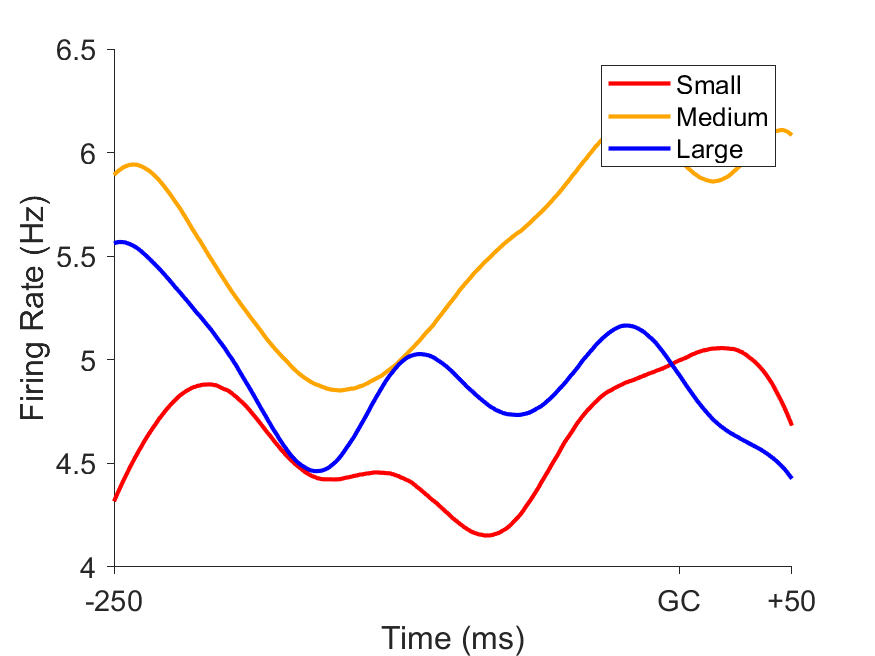 6.5
6
5.5
5
4.5
4
Firing Rate (Hz)
Small
Medium
Large
-250
GC
+50
Time (ms)